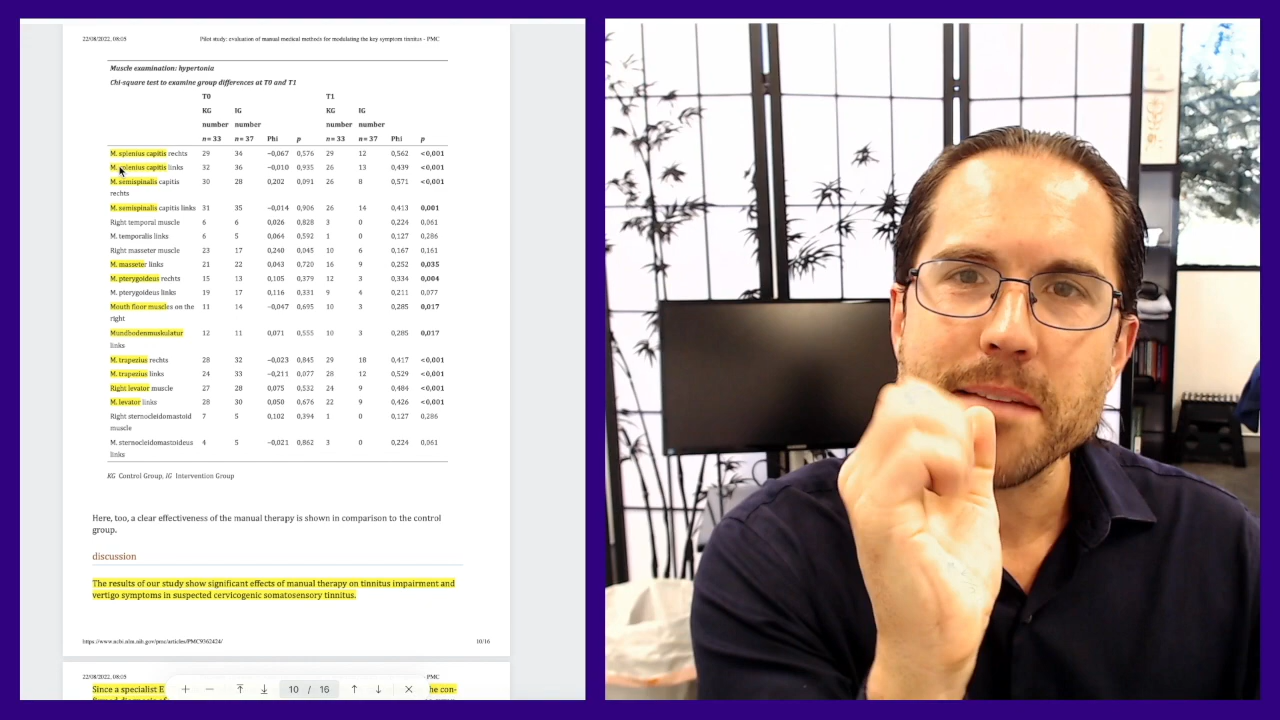 22/08/2022, 08:05 Pilot study: evaluation of manual medical methods for modulating the key symptom tinnitus - PMC
Muscle examination: hypertonia
Chi-square test to examine group differences at T0 and T1
T0 T1
KG IG KG IG
number number number number
n = 33 n = 37 Phi p n = 33 n = 37 Phi p
M. splenius capitis rechts 29 34 −0,067 0,576 29 12 0,562 <0,001
M. splenius capitis links 32 36 −0,010 0,935 26 13 0,439 <0,001
M. semispinalis capitis 30 28 0,202 0,091 26 8 0,571 <0,001
rechts
M. semispinalis capitis links 31 35 −0,014 0,906 26 14 0,413 0,001
Right temporal muscle 6 6 0,026 0,828 3 0 0,224 0,061
M. temporalis links 6 5 0,064 0,592 1 0 0,127 0,286
Right masseter muscle 23 17 0,240 0,045 10 6 0,167 0,161
M. masseter links 21 22 0,043 0,720 16 9 0,252 0,035
M. pterygoideus rechts 15 13 0,105 0,379 12 3 0,334 0,004
M. pterygoideus links 19 17 0,116 0,331 9 4 0,211 0,077
Mouth floor muscles on the 11 14 −0,047 0,695 10 3 0,285 0,017
right
Mundbodenmuskulatur 12 11 0,071 0,555 10 3 0,285 0,017
links
M. trapezius rechts 28 32 −0,023 0,845 29 18 0,417 <0,001
M. trapezius links 24 33 −0,211 0,077 28 12 0,529 <0,001
Right levator muscle 27 28 0,075 0,532 24 9 0,484 <0,001
M. levator links 28 30 0,050 0,676 22 9 0,426 <0,001
Right sternocleidomastoid 7 5 0,102 0,394 1 0 0,127 0,286
muscle
M. sternocleidomastoideus 4 5 −0,021 0,862 3 0 0,224 0,061
links
KG Control Group, IG Intervention Group
Here, too, a clear effectiveness of the manual therapy is shown in comparison to the control
group.
discussion
The results of our study show significant effects of manual therapy on tinnitus impairment and
vertigo symptoms in suspected cervicogenic somatosensory tinnitus.
https://www.ncbi.nlm.nih.gov/pmc/articles/PMC9362424/ 10/16
22/08/2022, 08:05 - PMC
Since a specialist E he con-
10 / 16